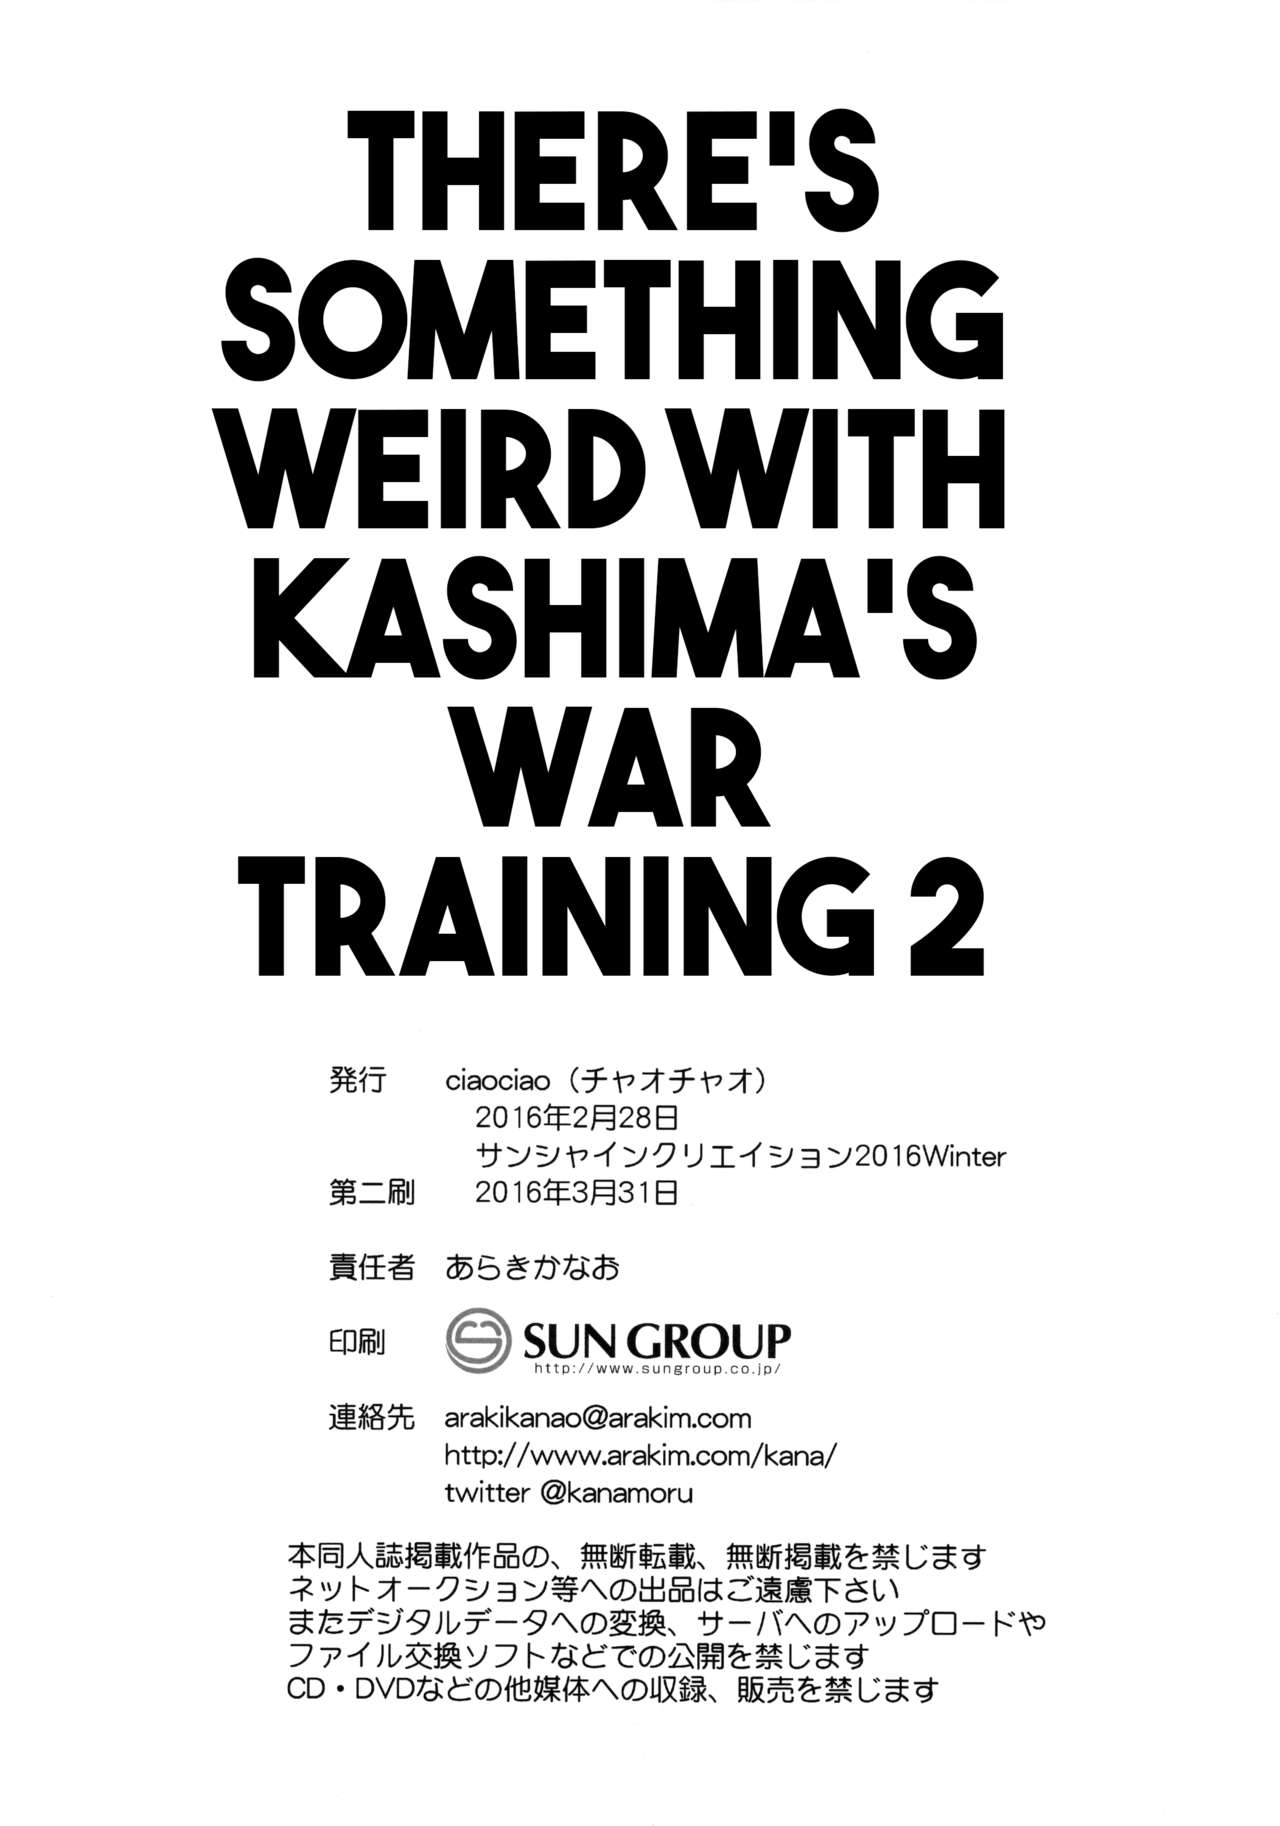 THERE'S
SOMETHING
WEIRD WITH
KASHIMA'S
WAR
TRAINING 2
発行 ciaociao（チャオチャオ）
2016年2月28日
サンシャインクリエイション2016Winter
第二刷 2016年3月31日
責任者 あらきかなお
印刷 SUN GROUP
http://www.sungroup.co.jp/
連絡先 arakikanao@arakim.com
http://www.arakim.com/kana/
twitter @kanamoru
本同人誌掲載作品の、無断転載、無断掲載を禁じます
ネットオークション等への出品はご遠慮下さい
またデジタルデータへの変換、サーバへのアップロードや
ファイル交換ソフトなどでの公開を禁じます
CD・DVDなどの他媒体への収録、販売を禁じます